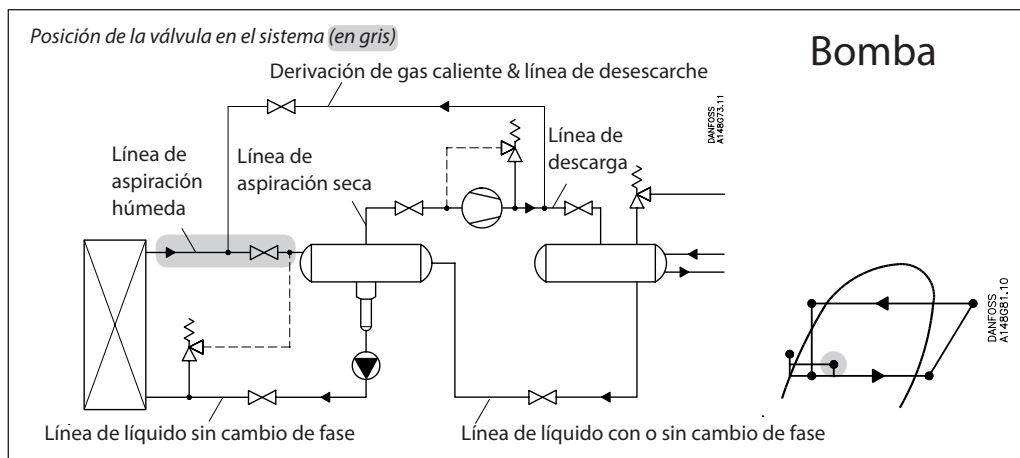 Posición de la válvula en el sistema (en gris)
Bomba
Derivación de gas caliente & línea de desescarche
DANFOSS
A148G73.11
Línea de
aspiración
húmeda
Línea de
aspiración seca
Línea de
descarga
DANFOSS
A148G81.10
Línea de líquido sin cambio de fase
Línea de líquido con o sin cambio de fase